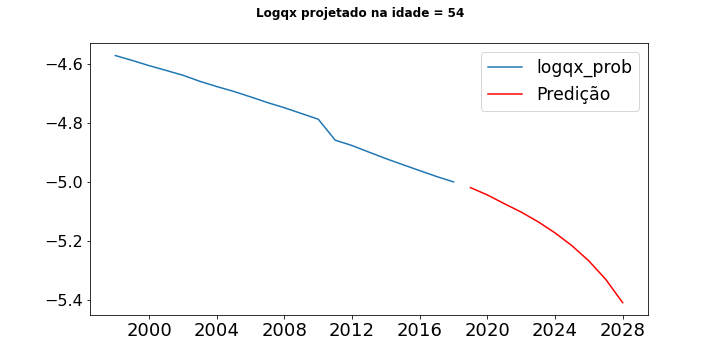 Logqx projetado na idade = 54
logqx_prob
Predição
−4.6
−4.8
−5.0
−5.2
−5.4
2000 2004 2008 2012 2016 2020 2024 2028